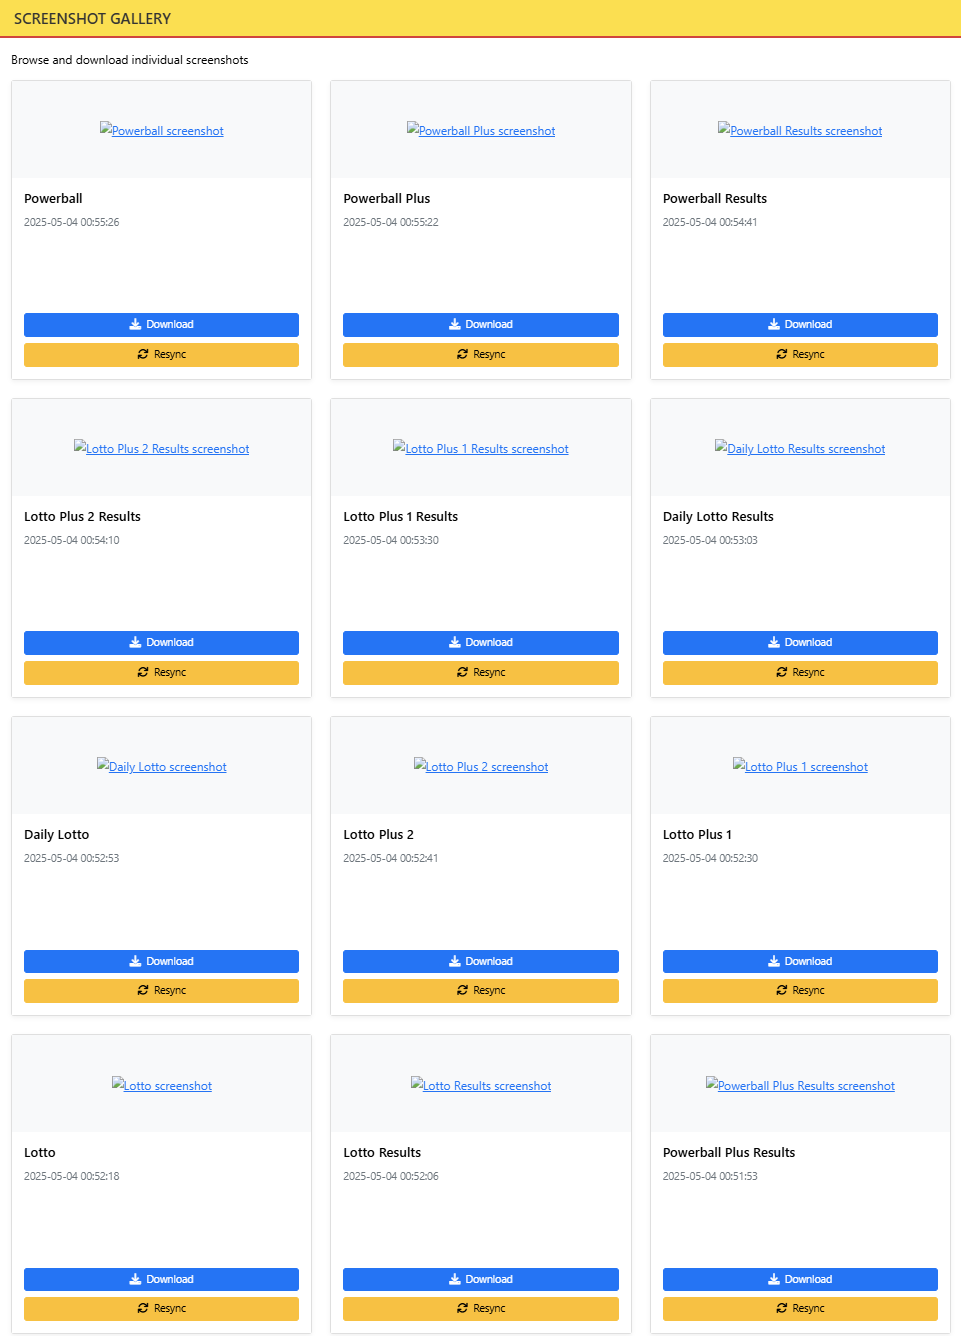 SCREENSHOT GALLERY
Browse and download individual screenshots
Powerball screenshot
Powerball
2025-05-04 00:55:26
Download
Resync
Powerball Plus screenshot
Powerball Plus
2025-05-04 00:55:22
Download
Resync
Powerball Results screenshot
Powerball Results
2025-05-04 00:54:41
Download
Resync
Lotto Plus 2 Results screenshot
Lotto Plus 2 Results
2025-05-04 00:54:10
Download
Resync
Lotto Plus 1 Results screenshot
Lotto Plus 1 Results
2025-05-04 00:53:30
Download
Resync
Daily Lotto Results screenshot
Daily Lotto Results
2025-05-04 00:53:03
Download
Resync
Daily Lotto screenshot
Daily Lotto
2025-05-04 00:52:53
Download
Resync
Lotto Plus 2 screenshot
Lotto Plus 2
2025-05-04 00:52:41
Download
Resync
Lotto Plus 1 screenshot
Lotto Plus 1
2025-05-04 00:52:30
Download
Resync
Lotto screenshot
Lotto
2025-05-04 00:52:18
Download
Resync
Lotto Results screenshot
Lotto Results
2025-05-04 00:52:06
Download
Resync
Powerball Plus Results screenshot
Powerball Plus Results
2025-05-04 00:51:53
Download
Resync